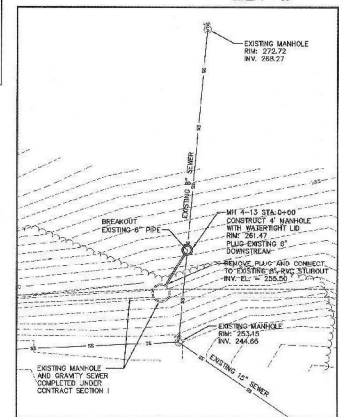 EXISTING MANHOLE
RIM: 272.72
INV. 268.27
EXISTING 8" SEWER
BREAKOUT
EXISTING 8" PIPE
MH 4-13 STA. 0+00
CONSTRUCT 4' MANHOLE
WITH WATERTIGHT LID
RIM: 261.47
PLUG EXISTING 8"
DOWNSTREAM
REMOVE PLUG AND CONNECT
TO EXISTING 8" PVC STUBOUT
INV. EL. = 255.50
EXISTING MANHOLE
RIM: 253.15
INV. 244.66
EXISTING MANHOLE
AND GRAVITY SEWER
COMPLETED UNDER
CONTRACT SECTION I
EXISTING 15" SEWER